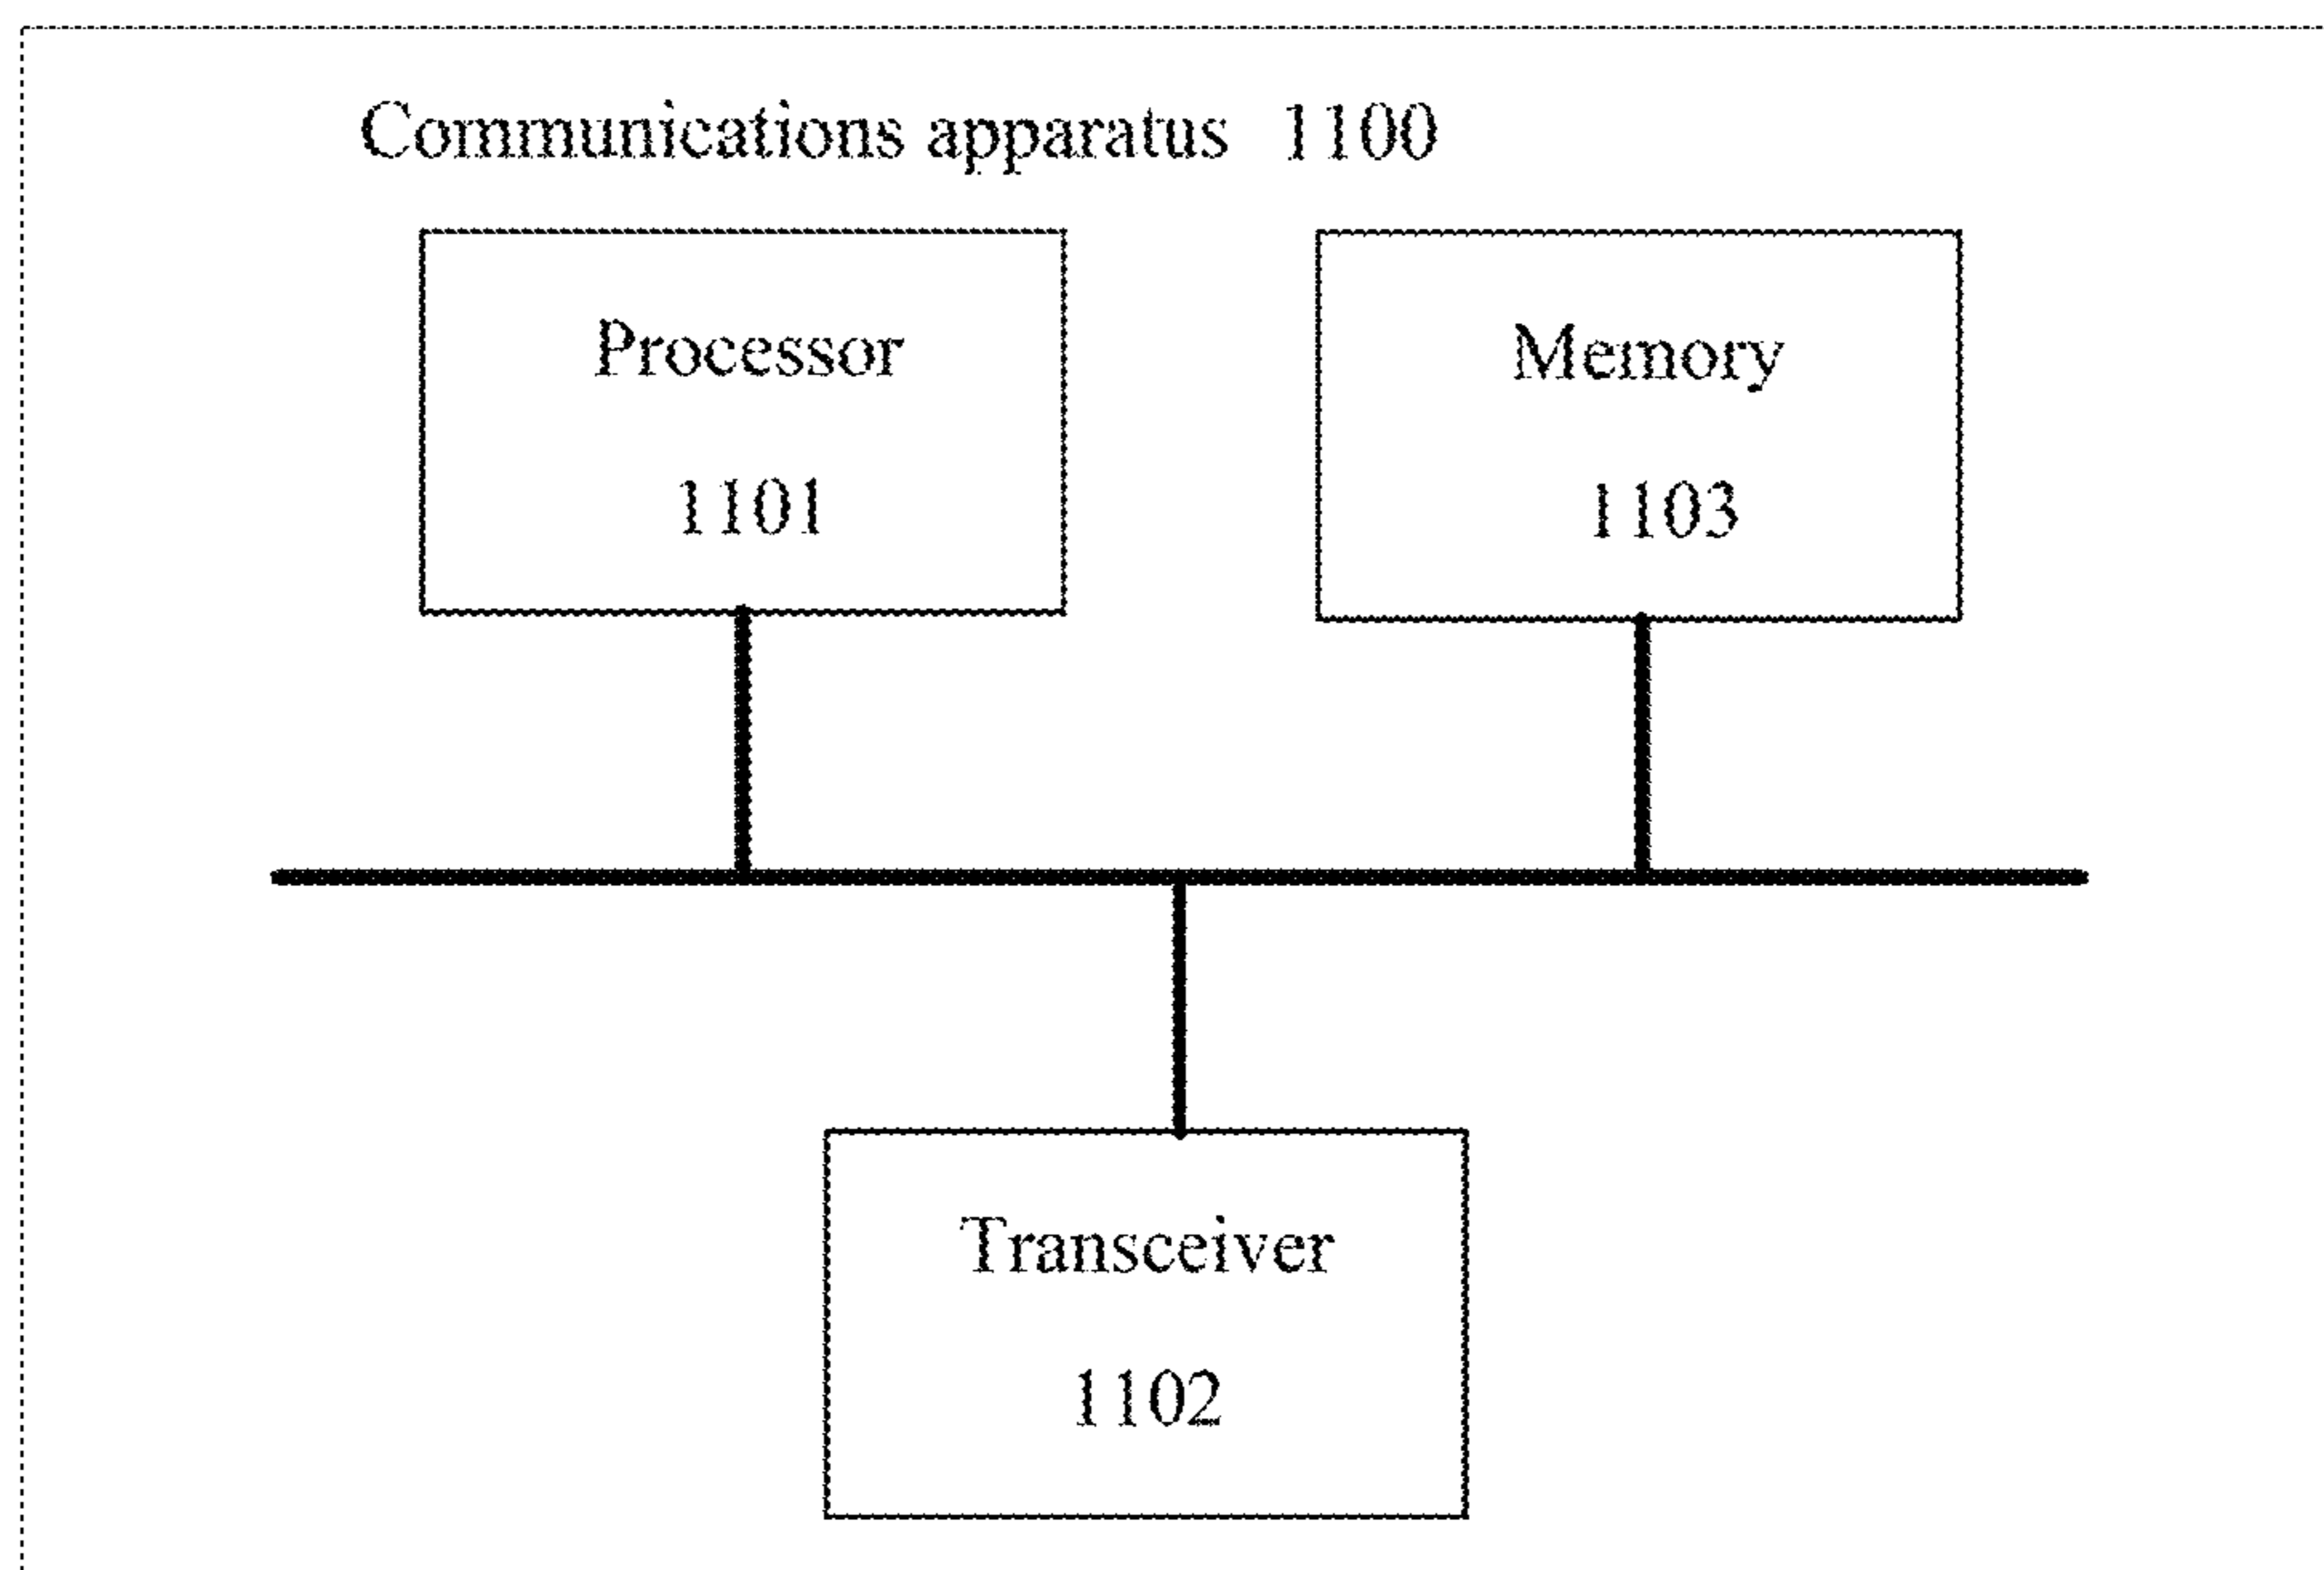 Communications apparatus 1100
Processor
1101
Memory
1103
Transceiver
1102